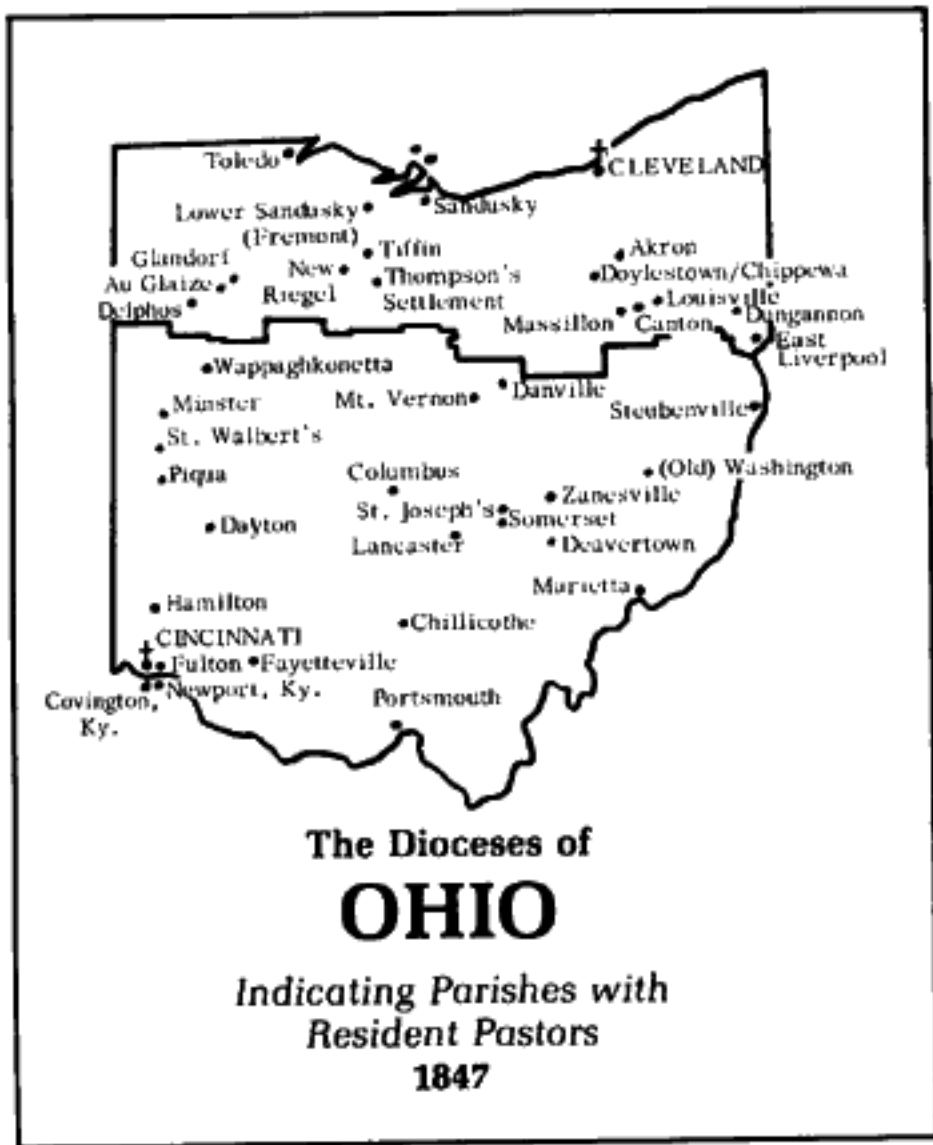 Toledo
CLEVELAND
Lower Sandusky
(Fremont)
Sandusky
Glandorf
Au Glaize
Delphos
New
Riegel
Tiffin
Thompson's
Settlement
Akron
Doylestown/Chippewa
Louisville
Massillon
Canton
Dungannon
East
Liverpool
Wappaghkonetta
Danville
Mt. Vernon
Minster
Steubenville
St. Walbert's
Piqua
Columbus
(Old) Washington
Zanesville
St. Joseph's
Somerset
Dalyton
Lancaster
Deavertown
Marietta
Hamilton
Chillicothe
CINCINNATI
Fulton
Fayetteville
Newport, Ky.
Covington,
Ky.
Portsmouth
The Dioceses of
OHIO
Indicating Parishes with
Resident Pastors
1847